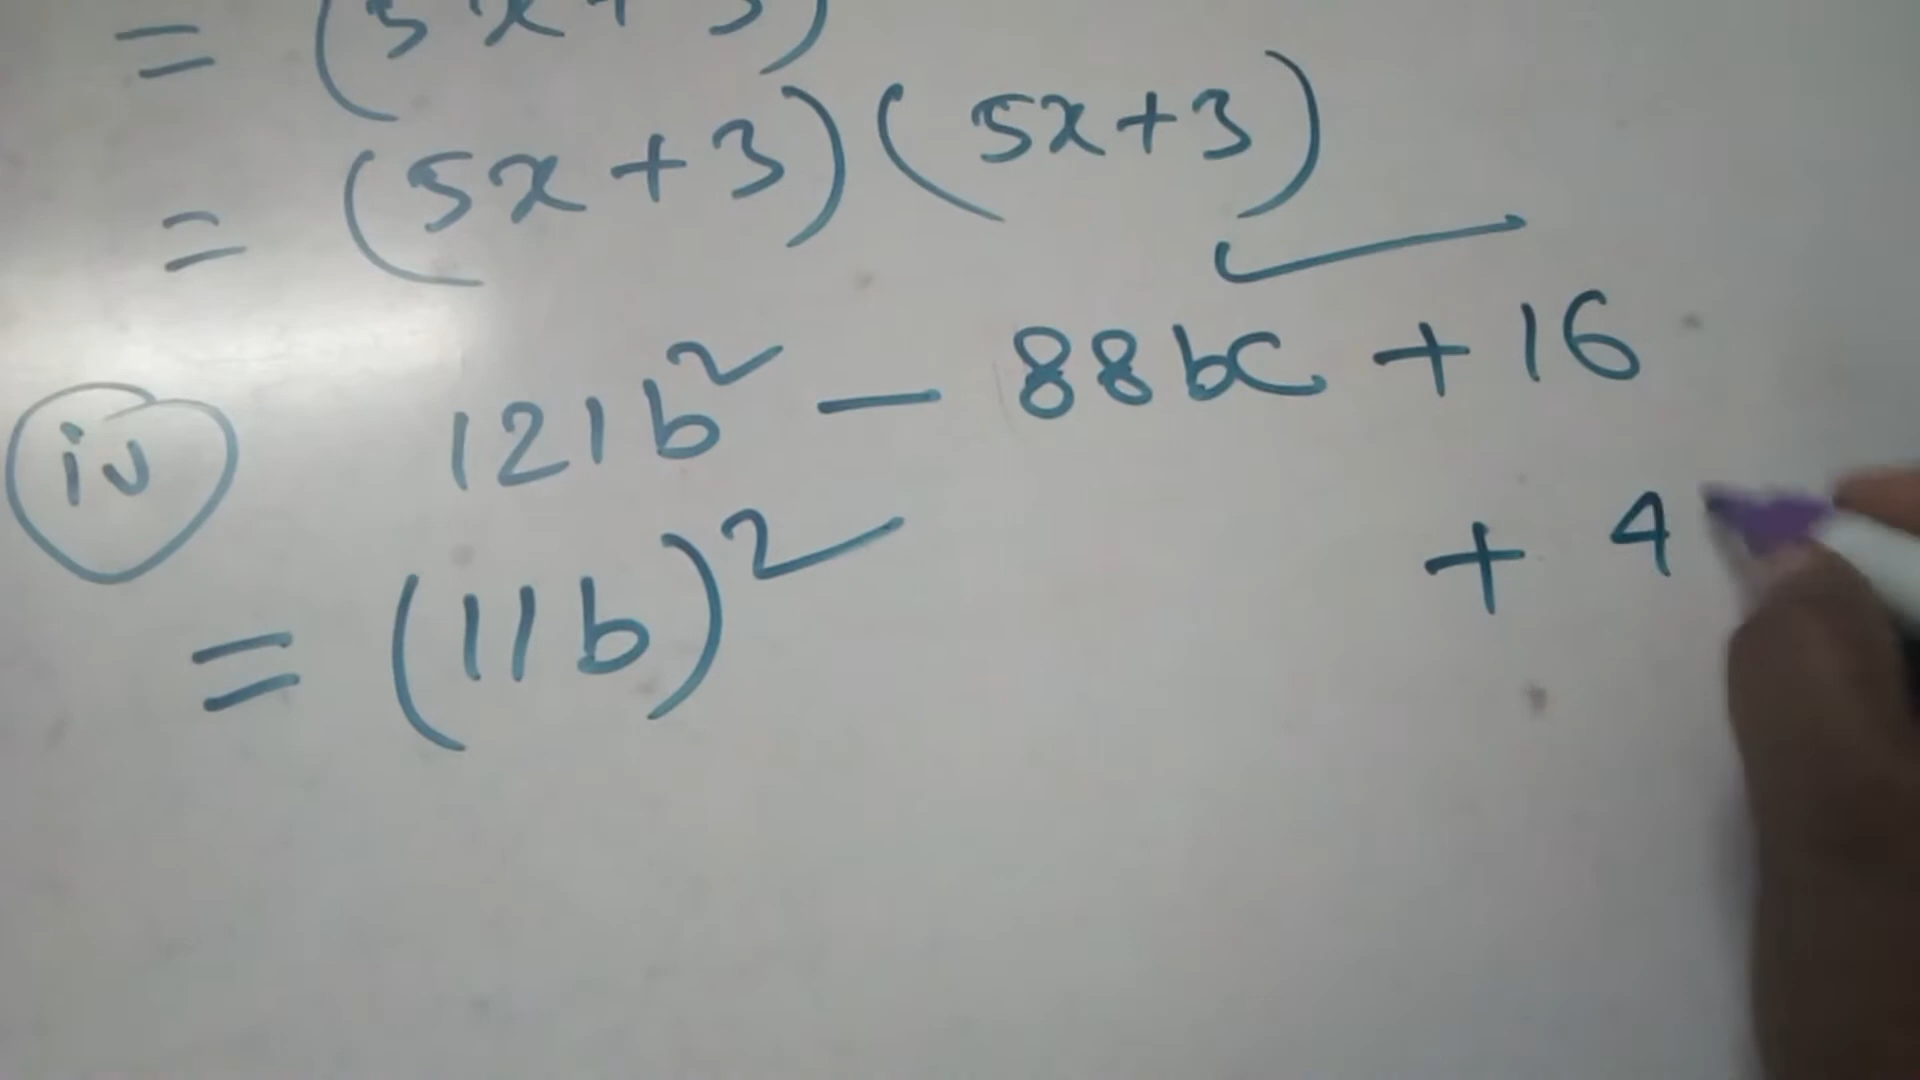 = (5x+3)
= (5x+3)(5x+3)
iv 121b² - 88bc + 16
= (11b)² + 4